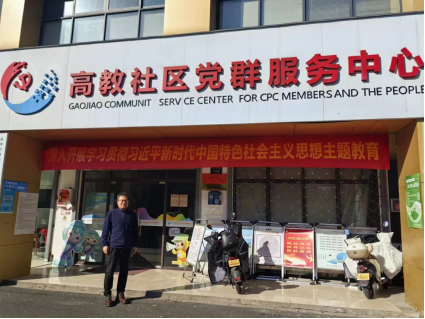 高教社区党群服务中心
GAOJIAO COMMUNIT SERV CE CENTER FOR CPC MEMBERS AND THE PEOPLE
深入开展学习贯彻习近平新时代中国特色社会主义思想主题教育